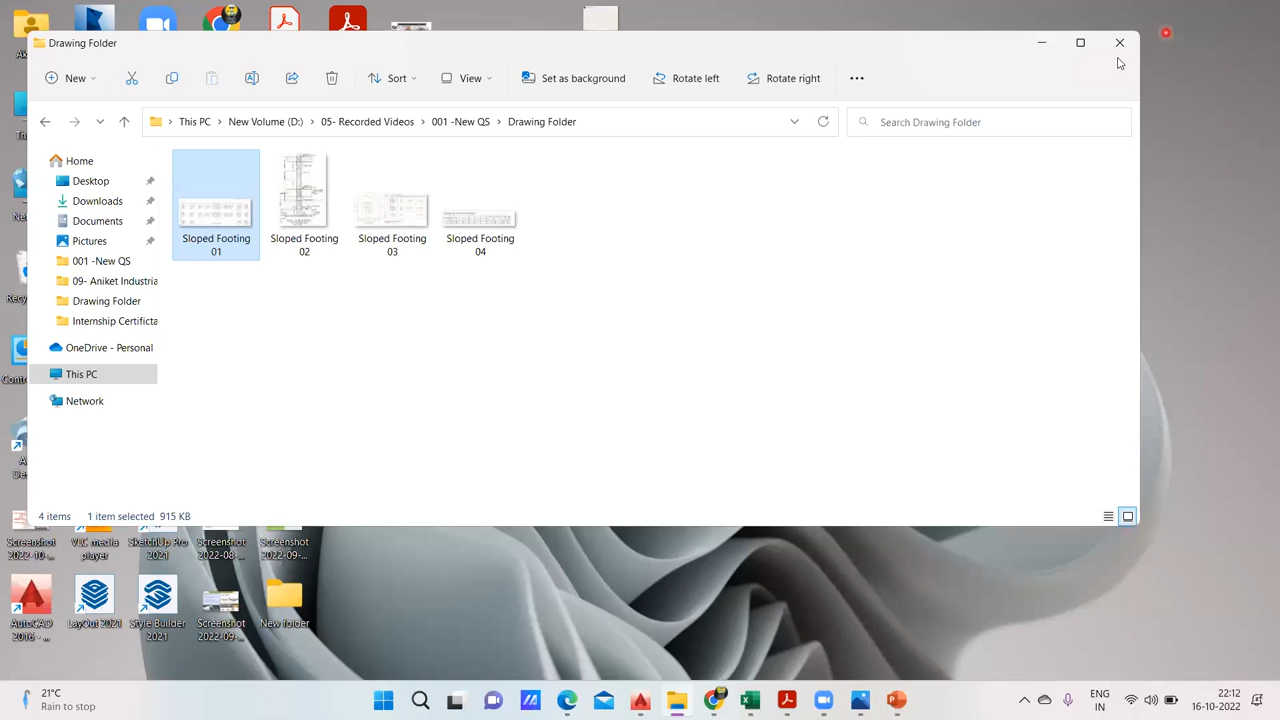 Drawing Folder
New
Sort
View
Set as background
Rotate left
Rotate right
This PC > New Volume (D:) > 05- Recorded Videos > 001 -New QS > Drawing Folder
Search Drawing Folder
Home
Desktop
Downloads
Documents
Pictures
001 -New QS
09- Aniket Industria
Drawing Folder
Internship Certificta
OneDrive - Personal
This PC
Network
Sloped Footing
01
Sloped Footing
02
Sloped Footing
03
Sloped Footing
04
4 items
1 item selected 915 KB
Screenshot
2022-10-...
VLC media
player
SketchUp Pro
2021
Screenshot
2022-08-...
Screenshot
2022-09-...
AutoCAD
2016 - ...
LayOut 2021
Style Builder
2021
Screenshot
2022-09-...
New folder
21°C
Rain to stop
ENG
IN
22:12
16-10-2022